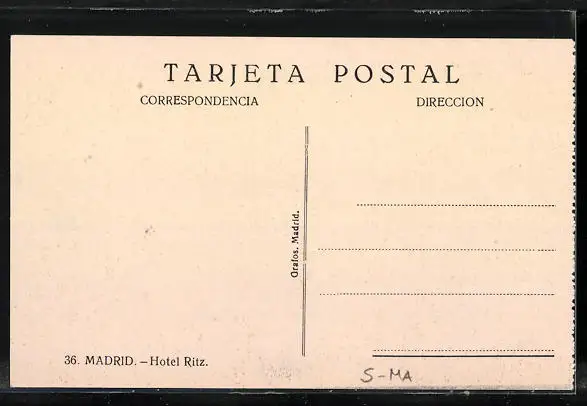 TARJETA POSTAL
CORRESPONDENCIA
DIRECCION
Grafos. Madrid.
36. MADRID. – Hotel Ritz.
S-MA